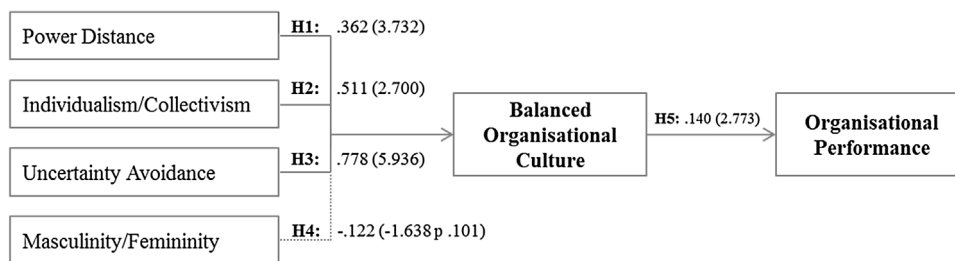 Power Distance
H1: .362 (3.732)
Individualism/Collectivism
H2: .511 (2.700)
Uncertainty Avoidance
H3: .778 (5.936)
Masculinity/Femininity
H4: -.122 (-1.638 p .101)
Balanced
Organisational
Culture
H5: .140 (2.773)
Organisational
Performance